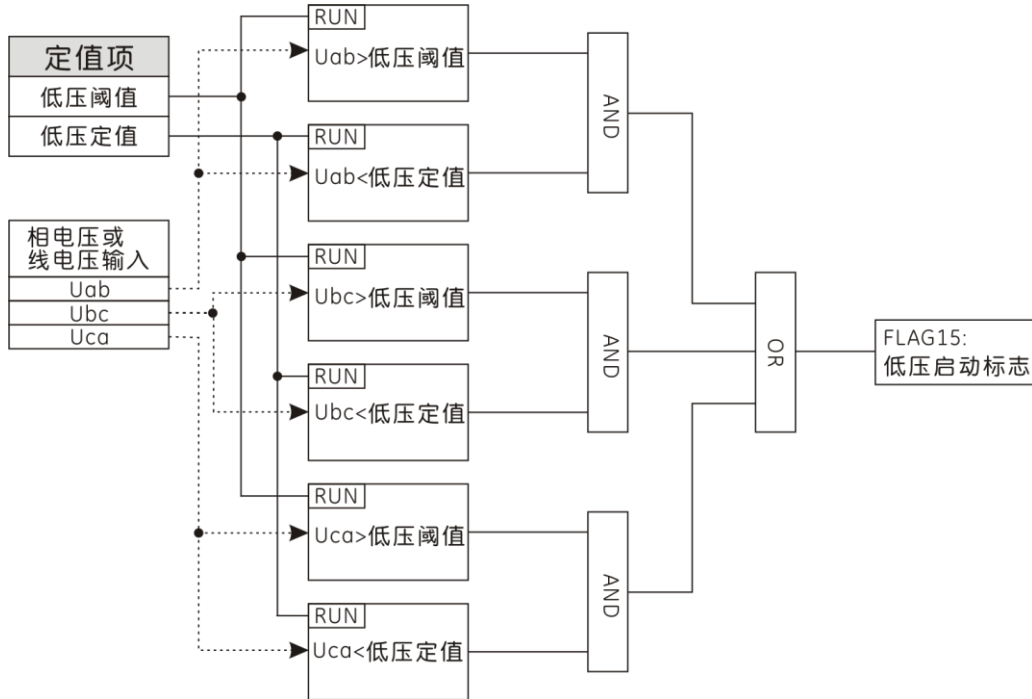 定值项
低压阈值
低压定值
相电压或
线电压输入
Uab
Ubc
Uca
RUN
Uab>低压阈值
RUN
Uab<低压定值
RUN
Ubc>低压阈值
RUN
Ubc<低压定值
RUN
Uca>低压阈值
RUN
Uca<低压定值
AND
AND
AND
OR
FLAG15:
低压启动标志